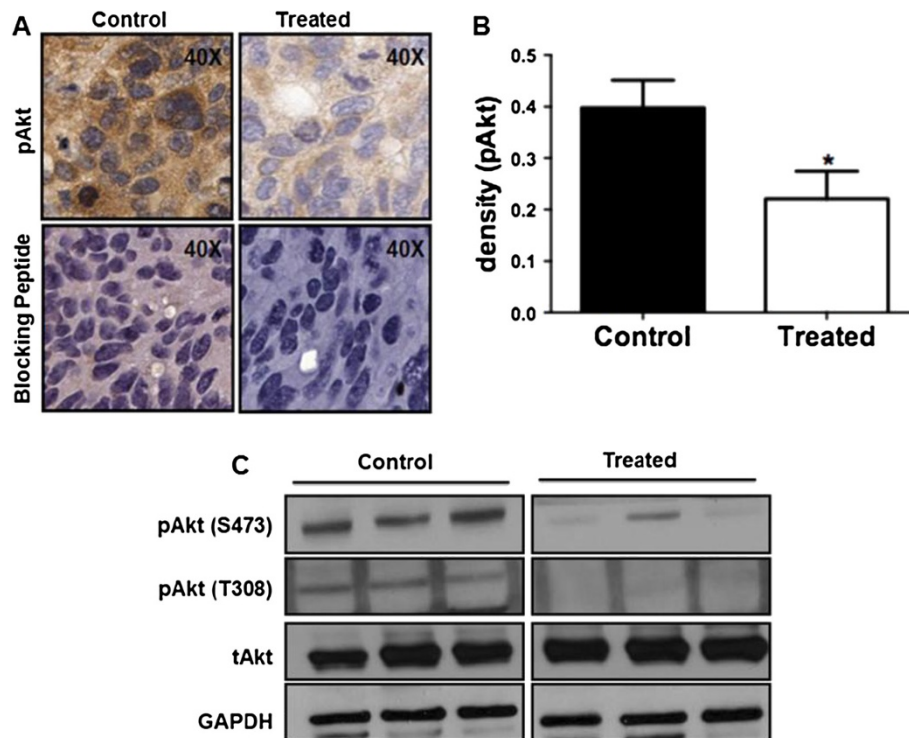 A
Control
Treated
pAkt
40X
40X
Blocking Peptide
40X
40X
B
density (pAkt)
0.5
0.4
0.3
0.2
0.1
0.0
*
Control
Treated
C
Control
Treated
pAkt (S473)
pAkt (T308)
tAkt
GAPDH